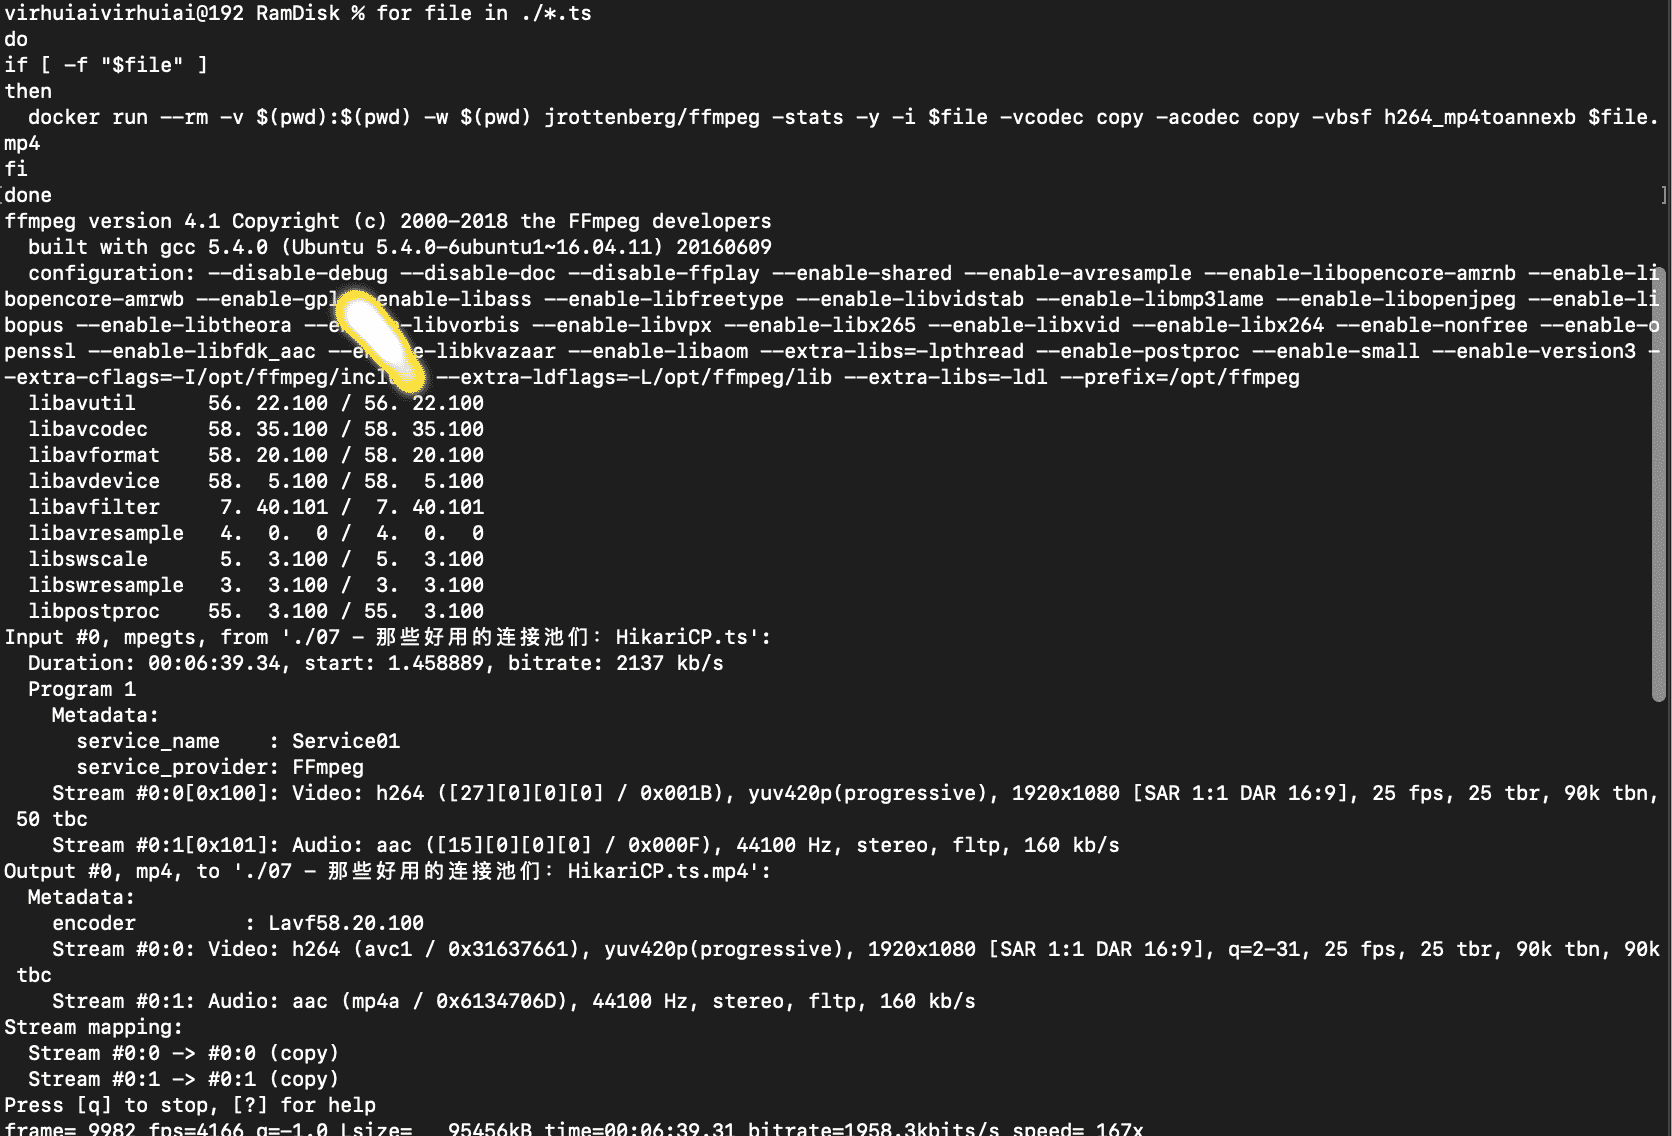 virhuiaivirhuiai@192 RamDisk % for file in ./*.ts
do
if [ -f "$file" ]
then
  docker run --rm -v $(pwd):$(pwd) -w $(pwd) jrottenberg/ffmpeg -stats -y -i $file -vcodec copy -acodec copy -vbsf h264_mp4toannexb $file.
mp4
fi
[done ]
ffmpeg version 4.1 Copyright (c) 2000-2018 the FFmpeg developers
  built with gcc 5.4.0 (Ubuntu 5.4.0-6ubuntu1~16.04.11) 20160609
  configuration: --disable-debug --disable-doc --disable-ffplay --enable-shared --enable-avresample --enable-libopencore-amrnb --enable-li
bopencore-amrwb --enable-gpl enable-libass --enable-libfreetype --enable-libvidstab --enable-libmp3lame --enable-libopenjpeg --enable-li
bopus --enable-libtheora --e -libvorbis --enable-libvpx --enable-libx265 --enable-libxvid --enable-libx264 --enable-nonfree --enable-o
penssl --enable-libfdk_aac --en e-libkvazaar --enable-libaom --extra-libs=-lpthread --enable-postproc --enable-small --enable-version3 -
-extra-cflags=-I/opt/ffmpeg/incl --extra-ldflags=-L/opt/ffmpeg/lib --extra-libs=-ldl --prefix=/opt/ffmpeg
  libavutil      56. 22.100 / 56. 22.100
  libavcodec     58. 35.100 / 58. 35.100
  libavformat    58. 20.100 / 58. 20.100
  libavdevice    58.  5.100 / 58.  5.100
  libavfilter     7. 40.101 /  7. 40.101
  libavresample   4.  0.  0 /  4.  0.  0
  libswscale      5.  3.100 /  5.  3.100
  libswresample   3.  3.100 /  3.  3.100
  libpostproc    55.  3.100 / 55.  3.100
Input #0, mpegts, from './07 - 那些好用的连接池们：HikariCP.ts':
  Duration: 00:06:39.34, start: 1.458889, bitrate: 2137 kb/s
  Program 1
    Metadata:
      service_name    : Service01
      service_provider: FFmpeg
    Stream #0:0[0x100]: Video: h264 ([27][0][0][0] / 0x001B), yuv420p(progressive), 1920x1080 [SAR 1:1 DAR 16:9], 25 fps, 25 tbr, 90k tbn,
 50 tbc
    Stream #0:1[0x101]: Audio: aac ([15][0][0][0] / 0x000F), 44100 Hz, stereo, fltp, 160 kb/s
Output #0, mp4, to './07 - 那些好用的连接池们：HikariCP.ts.mp4':
  Metadata:
    encoder         : Lavf58.20.100
    Stream #0:0: Video: h264 (avc1 / 0x31637661), yuv420p(progressive), 1920x1080 [SAR 1:1 DAR 16:9], q=2-31, 25 fps, 25 tbr, 90k tbn, 90k
 tbc
    Stream #0:1: Audio: aac (mp4a / 0x6134706D), 44100 Hz, stereo, fltp, 160 kb/s
Stream mapping:
  Stream #0:0 -> #0:0 (copy)
  Stream #0:1 -> #0:1 (copy)
Press [q] to stop, [?] for help
frame= 9982 fps=4166 q=-1.0 Lsize=   95456kB time=00:06:39.31 bitrate=1958.3kbits/s speed= 167x